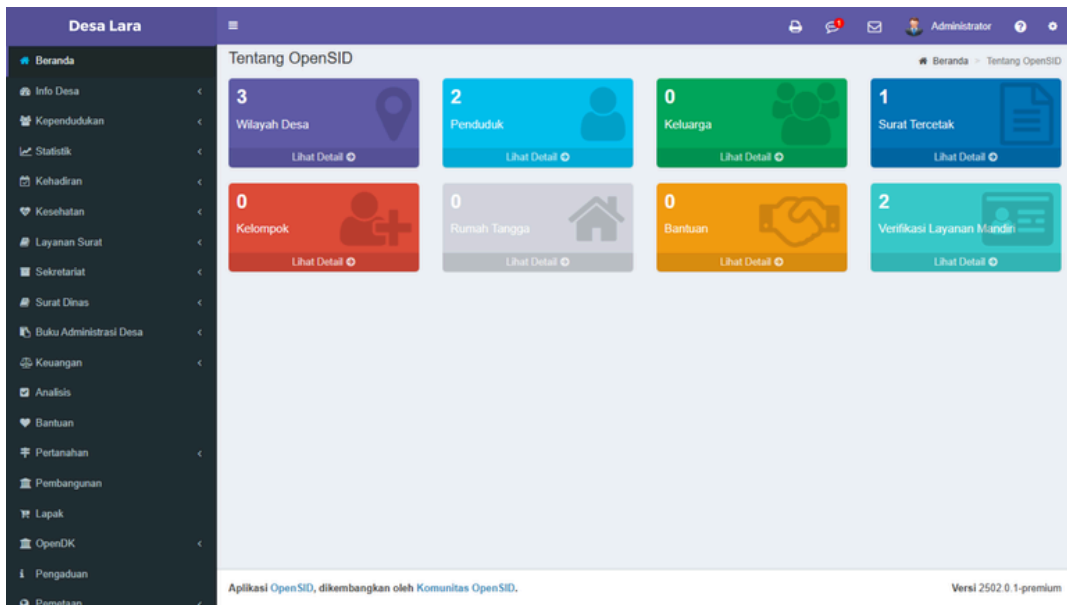 Desa Lara
1
Administrator
Beranda
Info Desa
Kependudukan
Statistik
Kehadiran
Kesehatan
Layanan Surat
Sekretariat
Surat Dinas
Buku Administrasi Desa
Keuangan
Analisis
Bantuan
Pertanahan
Pembangunan
Lapak
OpenDK
Pengaduan
Pemetaan
Tentang OpenSID
Beranda > Tentang OpenSID
3
Wilayah Desa
Lihat Detail
2
Penduduk
Lihat Detail
0
Keluarga
Lihat Detail
1
Surat Tercetak
Lihat Detail
0
Kelompok
Lihat Detail
0
Rumah Tangga
Lihat Detail
0
Bantuan
Lihat Detail
2
Verifikasi Layanan Mandiri
Lihat Detail
Aplikasi OpenSID, dikembangkan oleh Komunitas OpenSID.
Versi 2502.0.1-premium